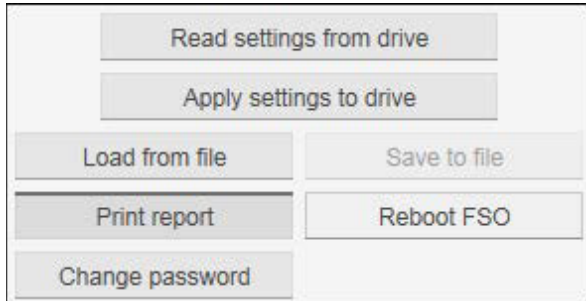 Read settings from drive
Apply settings to drive
Load from file
Save to file
Print report
Reboot FSO
Change password